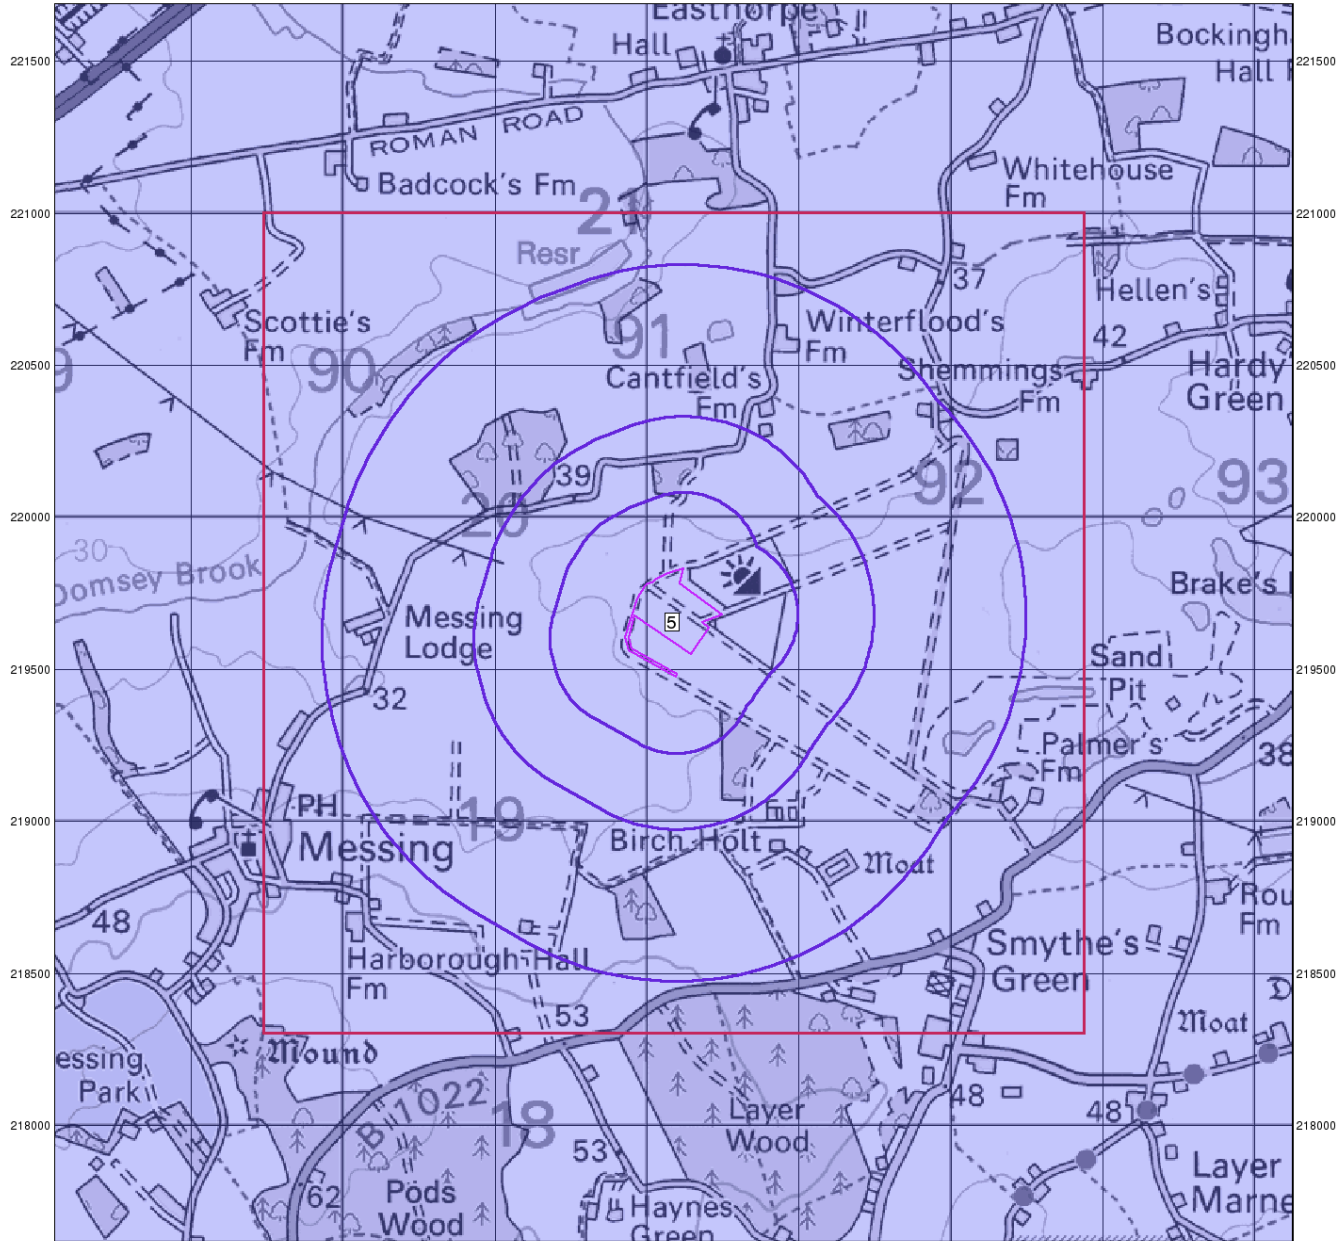 Easthorpe
Hall
Bockingh
Hall F
221500
221500
ROMAN ROAD
Badcock's Fm
Whitehouse
Fm
221000
21
221000
Resr
37
Hellen's
Scottie's
Fm
Winterflood's
Fm
42
9
90
91
220500
220500
Cantfield's
Fm
Shemmings
Fm
Hardy
Green
39
92
93
220000
20
220000
30
Domsey Brook
Brake's
Messing
Lodge
5
Sand
Pit
219500
219500
32
Palmer's
Fm
38
PH
19
219000
219000
Messing
Birch Holt
Moat
48
Rou
Fm
Harborough Hall
Fm
Smythe's
Green
218500
218500
53
Moat
D
Mound
essing
Park
B 1022
18
48
48
Layer
Wood
218000
218000
53
62
Pods
Wood
Haynes
Green
Layer
Marne